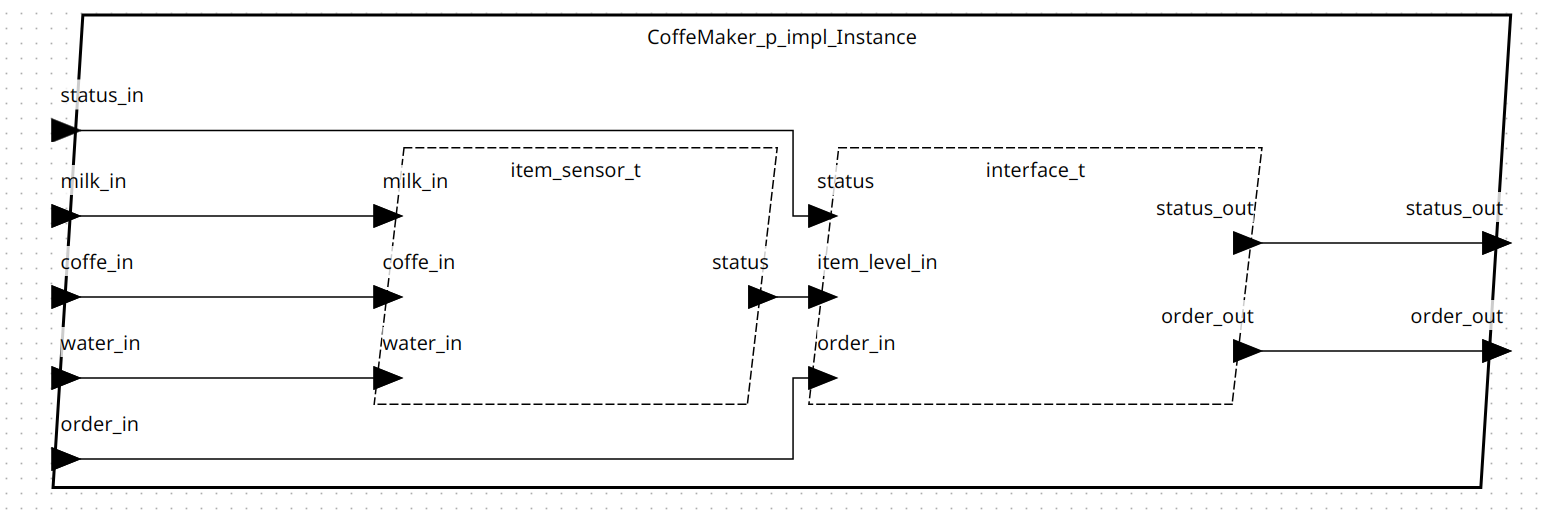 CoffeMaker_p_impl_Instance
status_in
milk_in
coffe_in
water_in
order_in
item_sensor_t
milk_in
coffe_in
water_in
status
interface_t
status
item_level_in
order_in
status_out
order_out
status_out
order_out